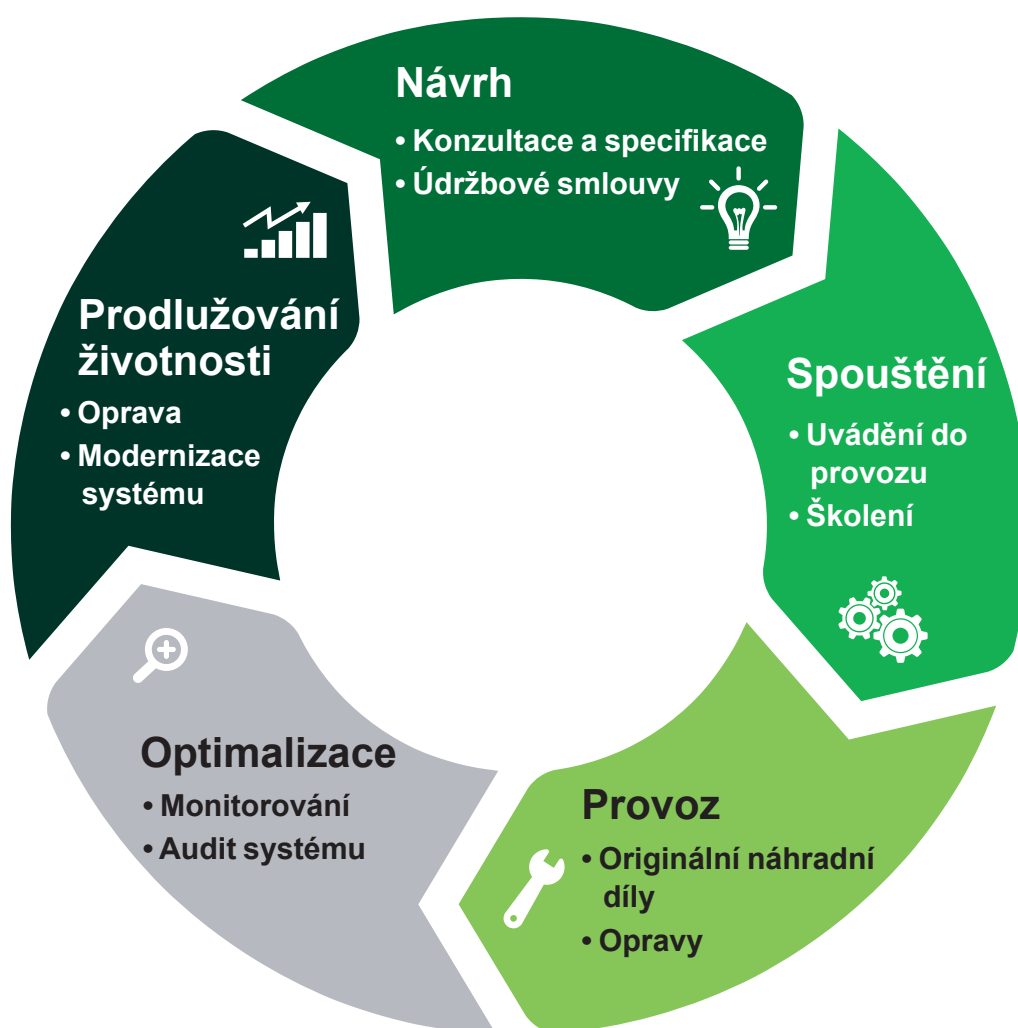 Návrh
• Konzultace a specifikace
• Údržbové smlouvy
Spouštění
• Uvádění do
provozu
• Školení
Provoz
• Originální náhradní
díly
• Opravy
Optimalizace
• Monitorování
• Audit systému
Prodlužování
životnosti
• Oprava
• Modernizace
systému